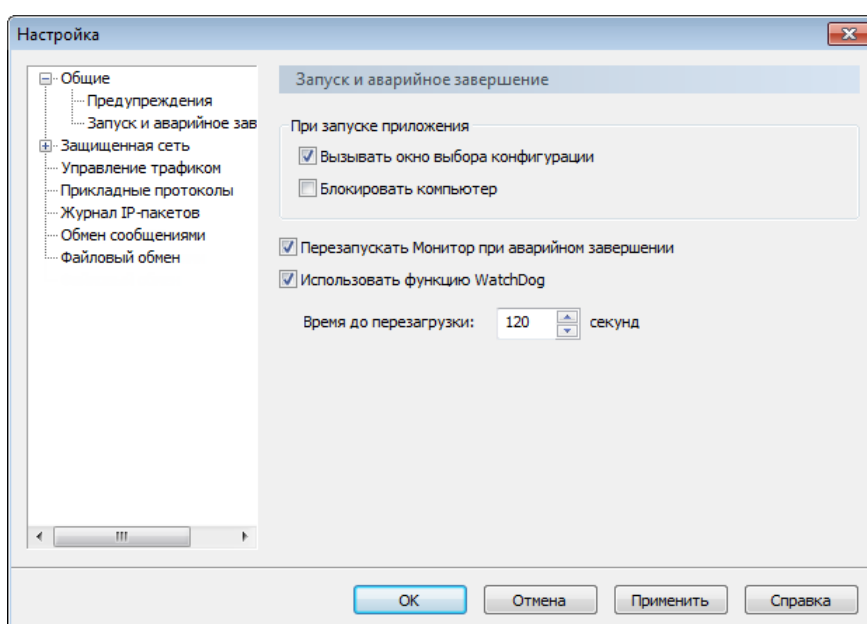 Настройка
Общие
Предупреждения
Запуск и аварийное зав
Защищенная сеть
Управление трафиком
Прикладные протоколы
Журнал IP-пакетов
Обмен сообщениями
Файловый обмен
Запуск и аварийное завершение
При запуске приложения
Вызывать окно выбора конфигурации
Блокировать компьютер
Перезапускать Монитор при аварийном завершении
Использовать функцию WatchDog
Время до перезагрузки: 120 секунд
OK Отмена Применить Справка